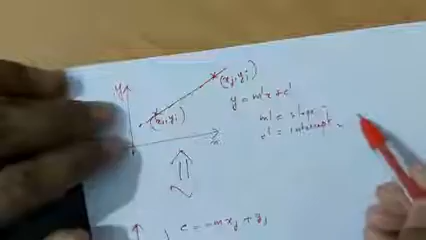 y
(xj, yj)
y = m'x + c'
(xi, yi)
m' = slope
c' = intercept
x
c = -mxj + yj